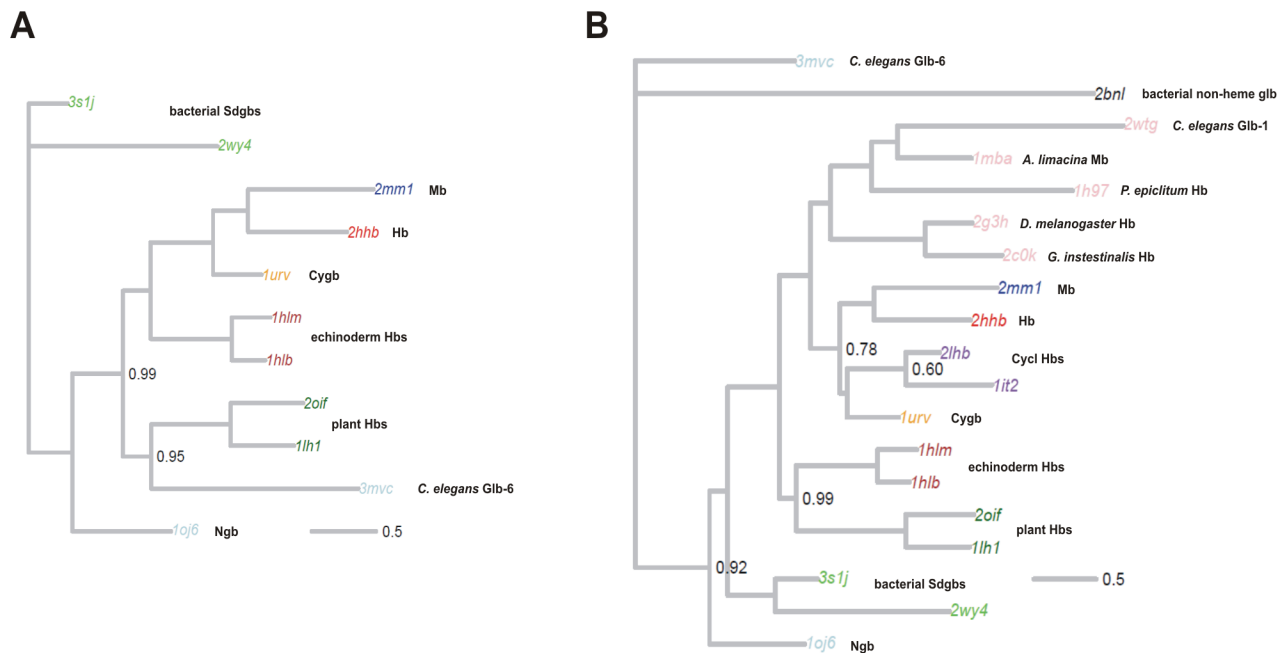 A
3s1j
bacterial Sdgbs
2wy4
2mm1 Mb
2hhb Hb
1urv Cygb
1hlm
echinoderm Hbs
1hlb
0.99
2oif
plant Hbs
1lh1
0.95
3mvc C. elegans Glb-6
1oj6 Ngb
0.5
B
3mvc C. elegans Glb-6
2bnl bacterial non-heme glb
2wtg C. elegans Glb-1
1mba A. limacina Mb
1h97 P. epiclitum Hb
2g3h D. melanogaster Hb
2c0k G. instestinalis Hb
2mm1 Mb
2hhb Hb
0.78
2lhb
Cycl Hbs
0.60
1it2
1urv Cygb
1hlm
echinoderm Hbs
1hlb
0.99
2oif
plant Hbs
1lh1
0.92
3s1j
bacterial Sdgbs
0.5
2wy4
1oj6 Ngb